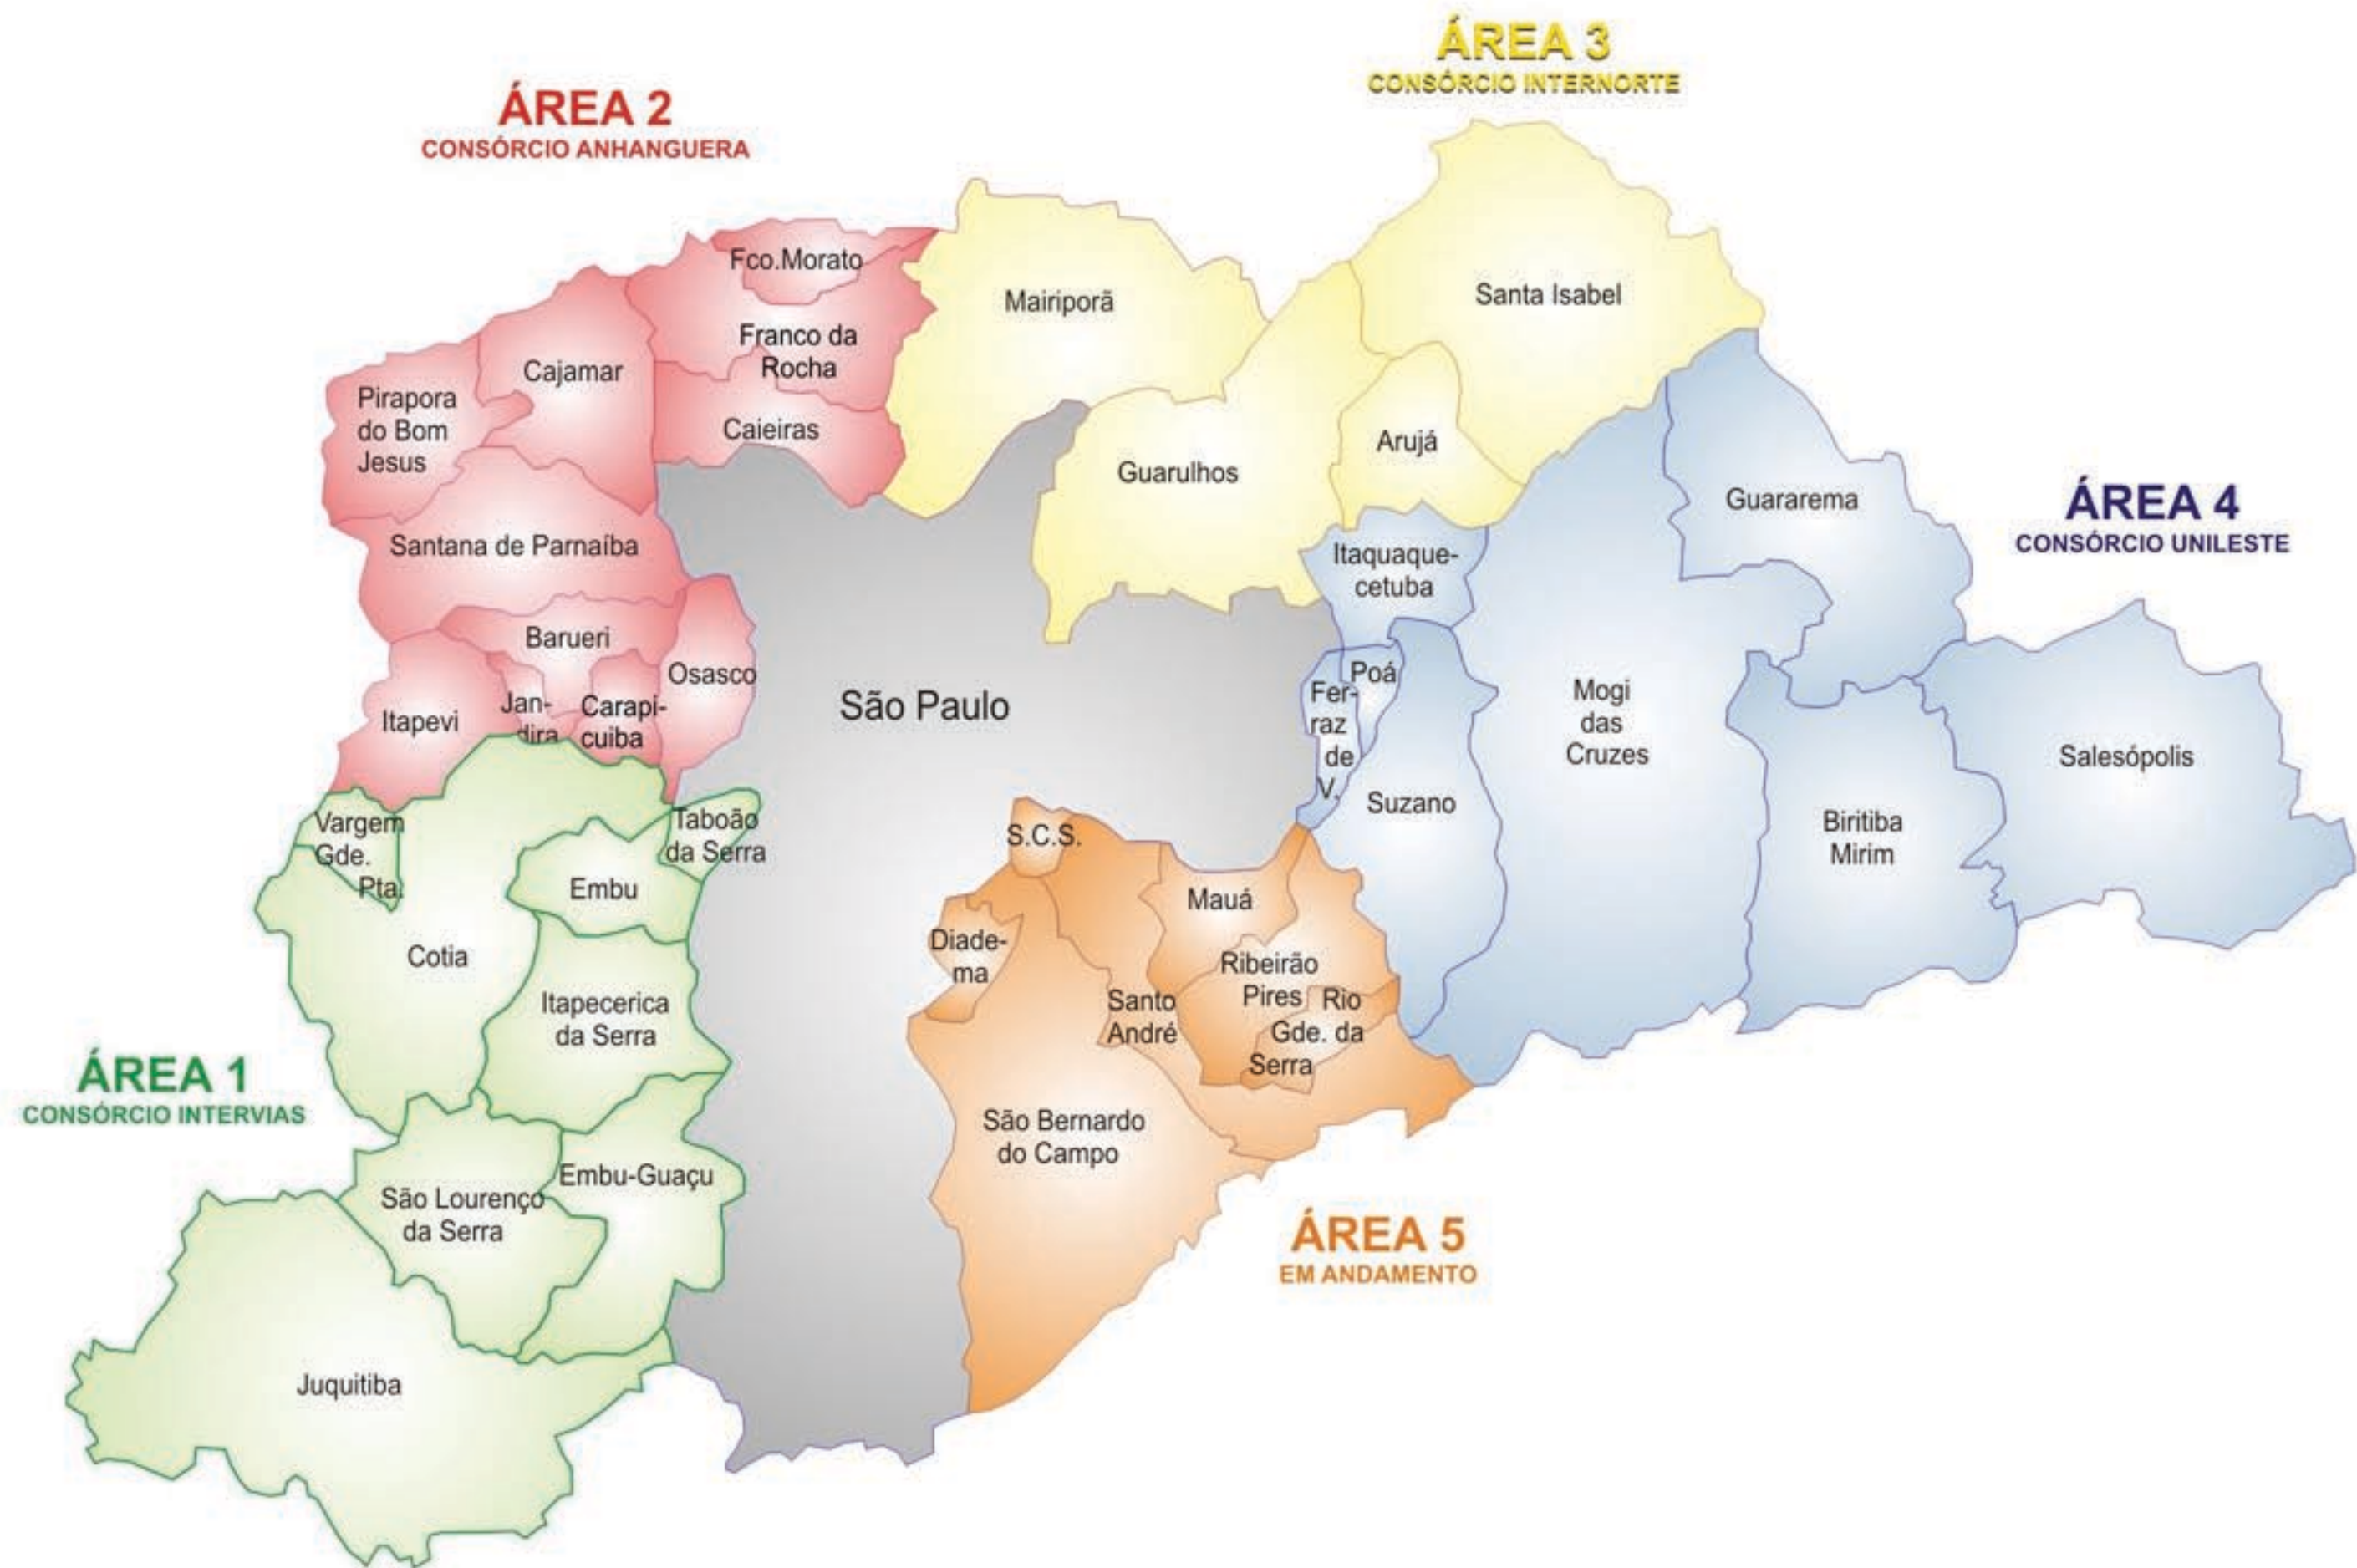 ÁREA 3
CONSÓRCIO INTERNORTE
ÁREA 2
CONSÓRCIO ANHANGUERA
Fco.Morato
Franco da
Rocha
Cajamar
Pirapora
do Bom
Jesus
Caieiras
Santana de Parnaíba
Barueri
Osasco
Itapevi
Jan-
dira
Carapi-
cuiba
Mairiporã
Santa Isabel
Guarulhos
Arujá
ÁREA 4
CONSÓRCIO UNILESTE
Guararema
Itaquaque-
cetuba
Poá
Fer-
raz
de
V.
Suzano
Mogi
das
Cruzes
Biritiba
Mirim
Salesópolis
São Paulo
Vargem
Gde.
Pta.
Taboão
da Serra
Embu
Cotia
Itapecerica
da Serra
ÁREA 1
CONSÓRCIO INTERVIAS
São Lourenço
da Serra
Embu-Guaçu
Juquitiba
S.C.S.
Diade-
ma
Mauá
Ribeirão
Pires
Rio
Gde. da
Serra
Santo
André
São Bernardo
do Campo
ÁREA 5
EM ANDAMENTO